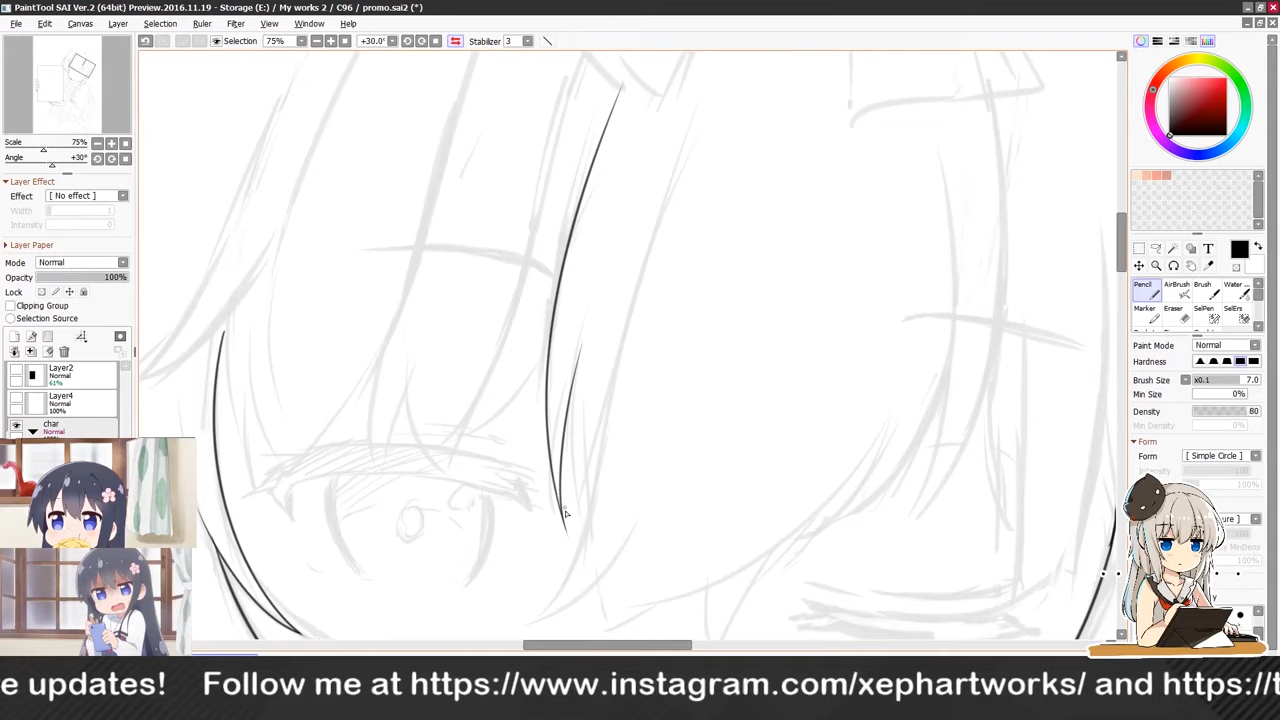 PaintTool SAI Ver.2 (64bit) Preview.2016.11.19 - Storage (E:) / My works 2 / C96 / promo.sai2 (*)
File Edit Canvas Layer Selection Ruler Filter View Window Help
Selection 75% +30.0° Stabilizer 3
Scale 75%
Angle +30°
Layer Effect
Effect [ No effect ]
Width 1
Intensity 0
Layer Paper
Mode Normal
Opacity 100%
Lock
Clipping Group
Selection Source
Layer2
Normal
61%
Layer4
Normal
100%
char
Normal
T
Pencil AirBrush Brush Water ...
Marker Eraser SelPen SelErs
Paint Mode Normal
Hardness
Brush Size x0.1 7.0
Min Size 0%
Density 80
Min Density 0%
Form
Form [ Simple Circle ]
Intensity
e updates! Follow me at https://www.instagram.com/xephartworks/ and https://t